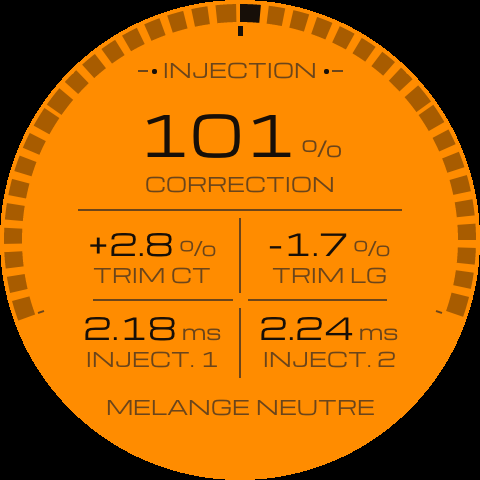 INJECTION
101 %
CORRECTION
+2.8 % -1.7 %
TRIM CT TRIM LG
2.18 ms 2.24 ms
INJECT. 1 INJECT. 2
MELANGE NEUTRE